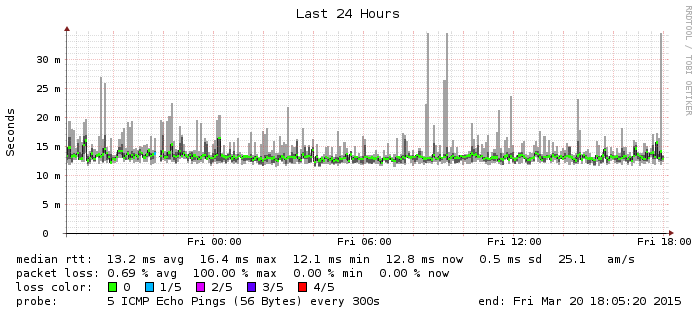 Last 24 Hours
RRDTOOL / TOBI OETIKER
Seconds
30 m
25 m
20 m
15 m
10 m
5 m
0
Fri 00:00 Fri 06:00 Fri 12:00 Fri 18:00
median rtt: 13.2 ms avg 16.4 ms max 12.1 ms min 12.8 ms now 0.5 ms sd 25.1 am/s
packet loss: 0.69 % avg 100.00 % max 0.00 % min 0.00 % now
loss color: 0 1/5 2/5 3/5 4/5
probe: 5 ICMP Echo Pings (56 Bytes) every 300s end: Fri Mar 20 18:05:20 2015